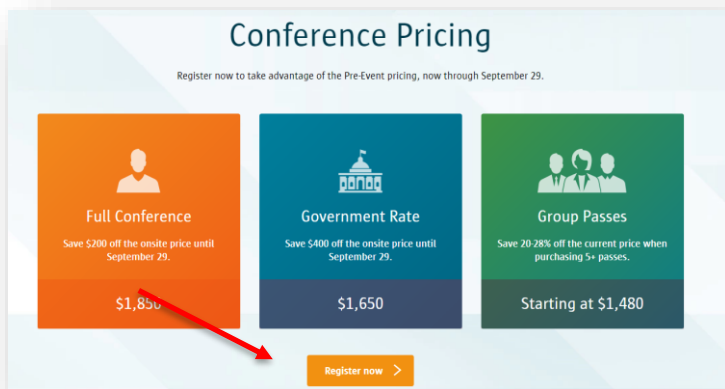 Conference Pricing
Register now to take advantage of the Pre-Event pricing, now through September 29.
Full Conference
Save $200 off the onsite price until
September 29.
$1,850
Government Rate
Save $400 off the onsite price until
September 29.
$1,650
Group Passes
Save 20-28% off the current price when
purchasing 5+ passes.
Starting at $1,480
Register now >